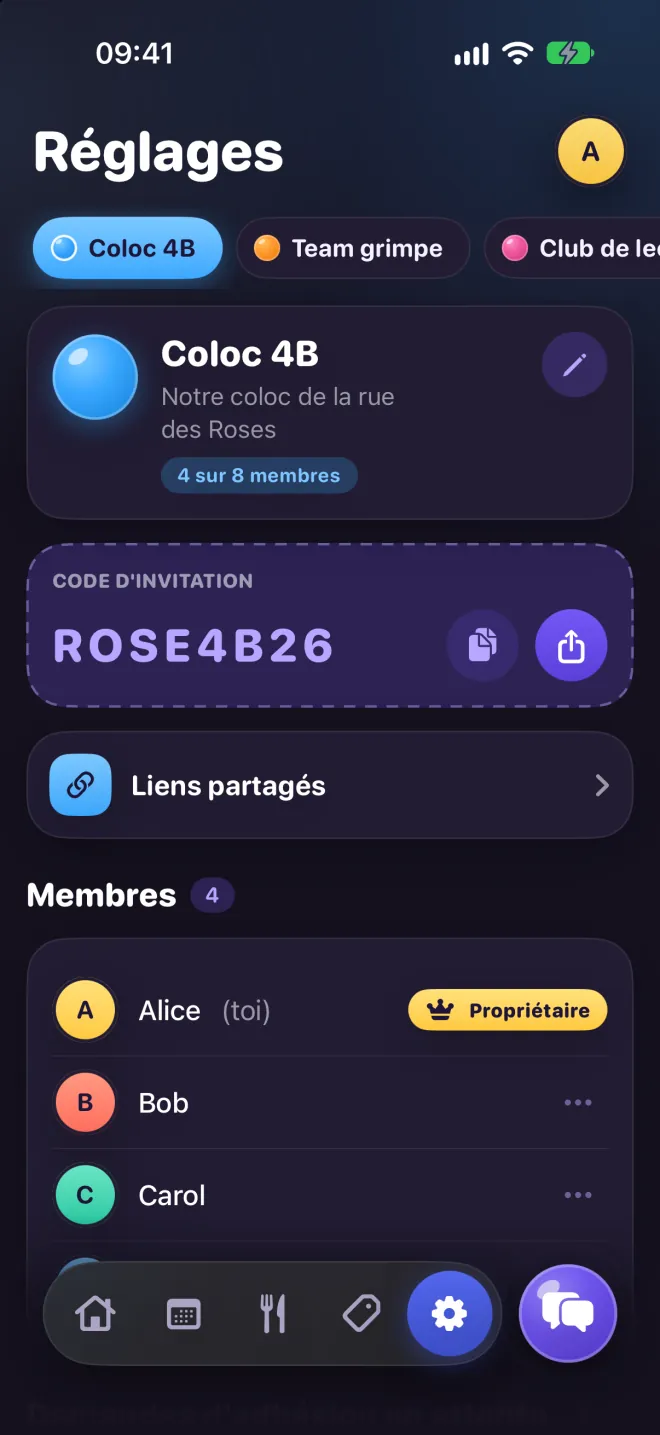 09:41
Réglages
A
Coloc 4B
Team grimpe
Club de
Coloc 4B
Notre coloc de la rue
des Roses
4 sur 8 membres
CODE D'INVITATION
ROSE4B26
Liens partagés
Membres 4
A Alice (toi) Propriétaire
B Bob
C Carol